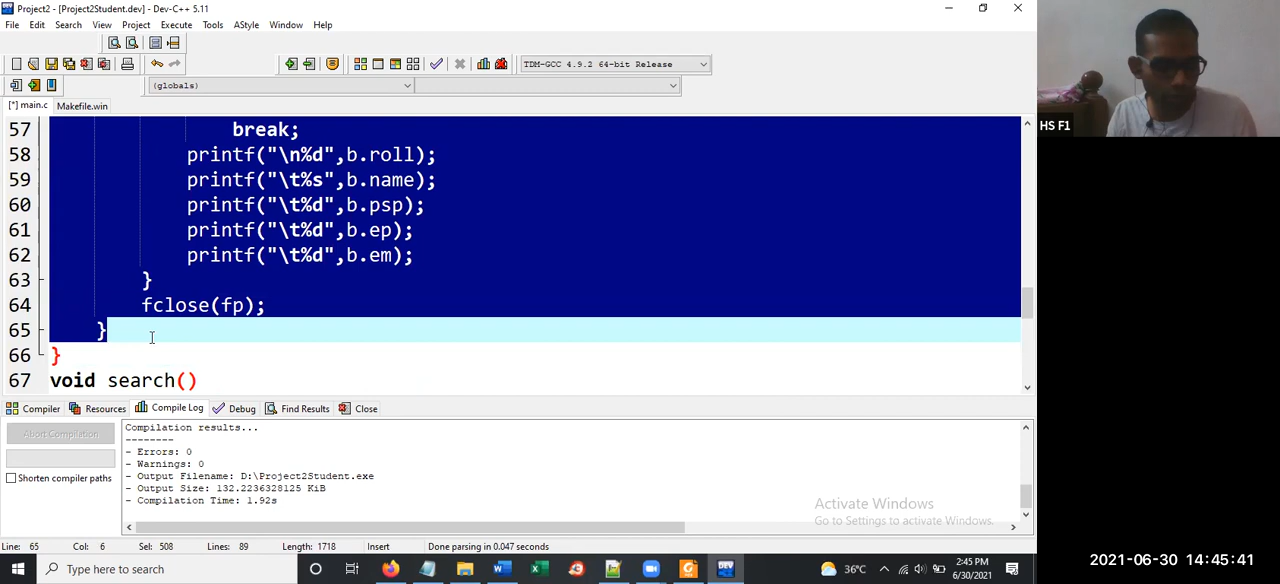 Project2 - [Project2Student.dev] - Dev-C++ 5.11
File Edit Search View Project Execute Tools AStyle Window Help
TDM-GCC 4.9.2 64-bit Release
(globals)
[*] main.c Makefile.win
57 break;
58 printf("\n%d",b.roll);
59 printf("\t%s",b.name);
60 printf("\t%d",b.psp);
61 printf("\t%d",b.ep);
62 printf("\t%d",b.em);
63 }
64 fclose(fp);
65 }
66 }
67 void search()
HS F1
Compiler Resources Compile Log Debug Find Results Close
Abort Compilation
Shorten compiler paths
Compilation results...
--------
- Errors: 0
- Warnings: 0
- Output Filename: D:\Project2Student.exe
- Output Size: 132.2236328125 KiB
- Compilation Time: 1.92s
Activate Windows
Go to Settings to activate Windows.
Line: 65 Col: 6 Sel: 508 Lines: 89 Length: 1718 Insert Done parsing in 0.047 seconds
Type here to search
36°C
2:45 PM
6/30/2021
2021-06-30 14:45:41